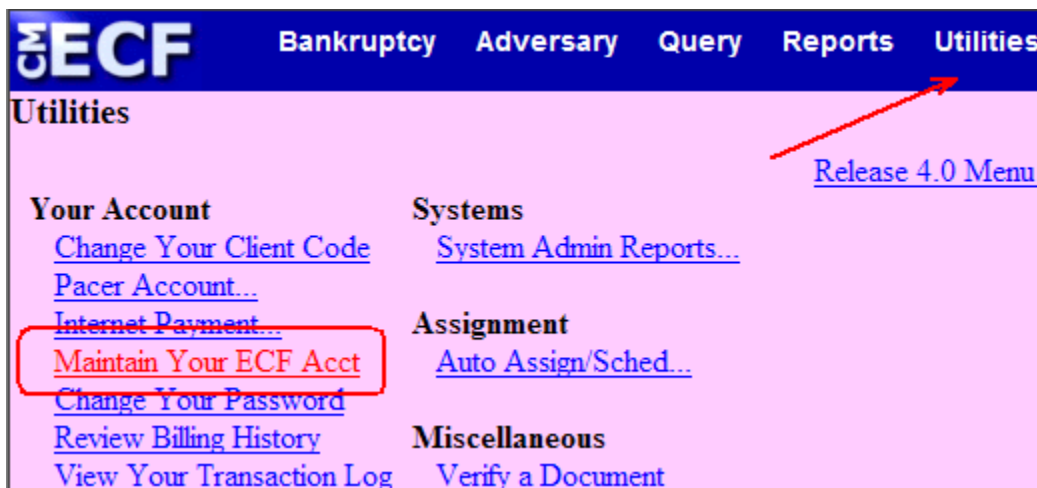 CM ECF Bankruptcy Adversary Query Reports Utilities
Utilities
Release 4.0 Menu
Your Account
Change Your Client Code
Pacer Account...
Internet Payment...
Maintain Your ECF Acct
Change Your Password
Review Billing History
View Your Transaction Log
Systems
System Admin Reports...
Assignment
Auto Assign/Sched...
Miscellaneous
Verify a Document